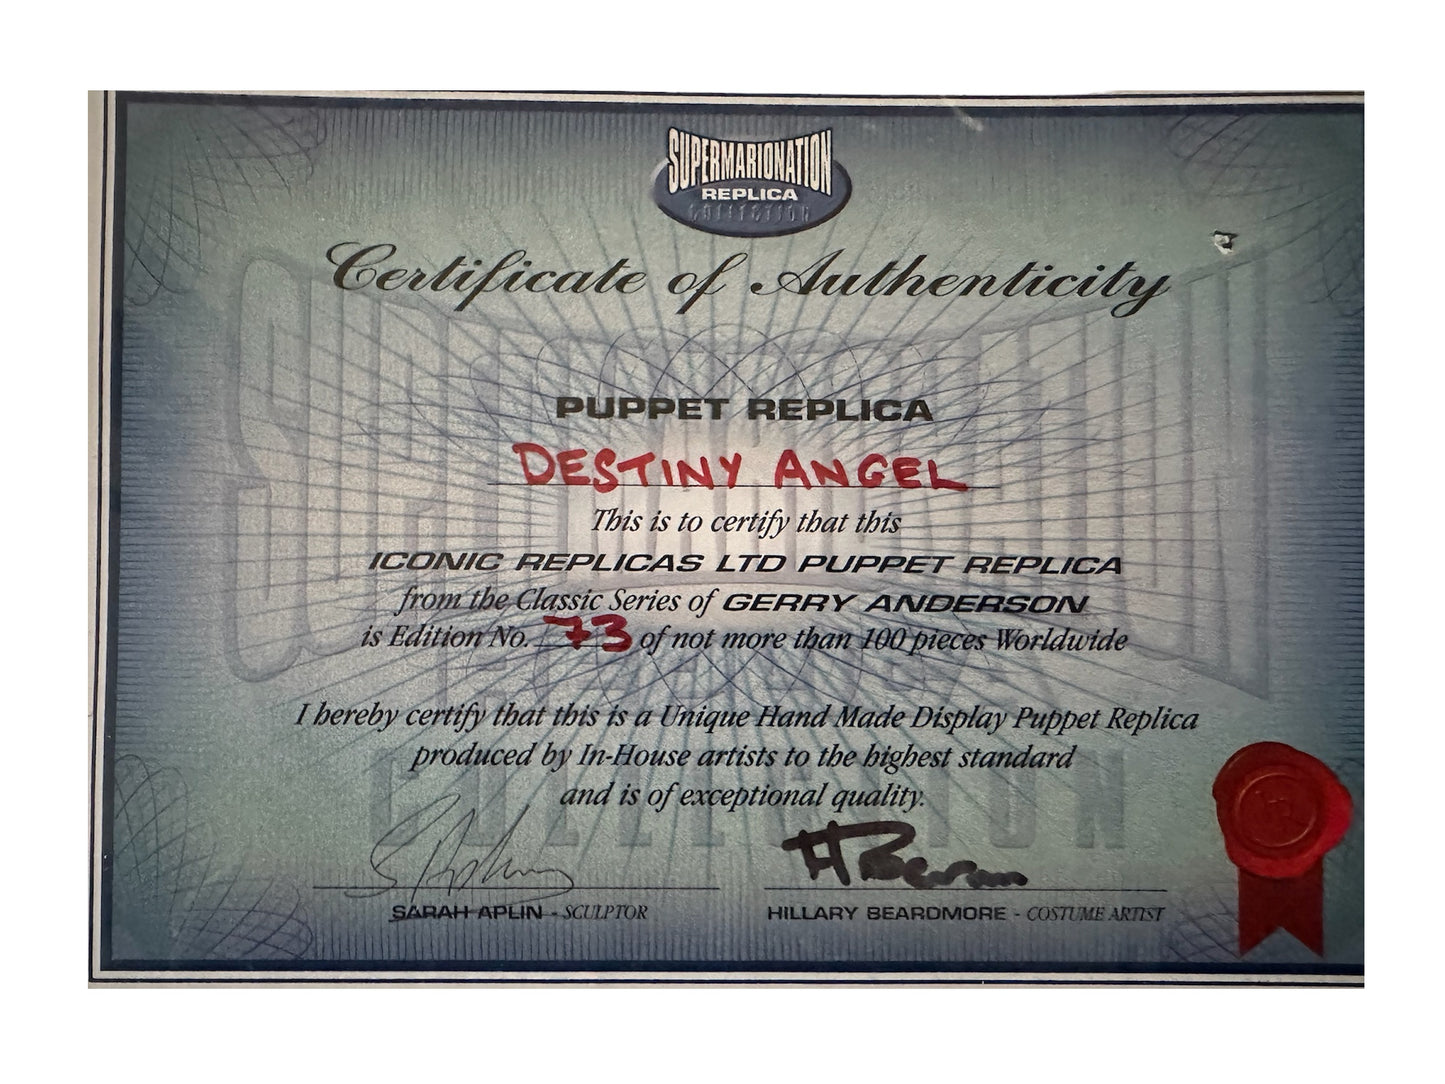 SUPERMARIONATION
REPLICA
COLLECTION
Certificate of Authenticity
PUPPET REPLICA
DESTINY ANGEL
This is to certify that this
ICONIC REPLICAS LTD PUPPET REPLICA
from the Classic Series of GERRY ANDERSON
is Edition No. 73 of not more than 100 pieces Worldwide
I hereby certify that this is a Unique Hand Made Display Puppet Replica
produced by In-House artists to the highest standard
and is of exceptional quality.
SARAH APLIN - SCULPTOR
HILLARY BEARDMORE - COSTUME ARTIST